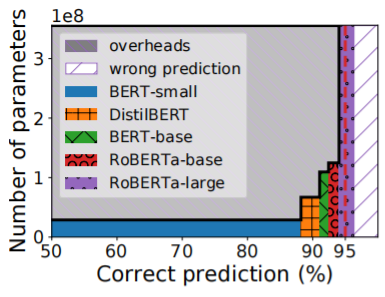 1e8
Number of parameters
3
2
1
0
overheads
wrong prediction
BERT-small
DistilBERT
BERT-base
RoBERTa-base
RoBERTa-large
50 60 70 80 90 95
Correct prediction (%)